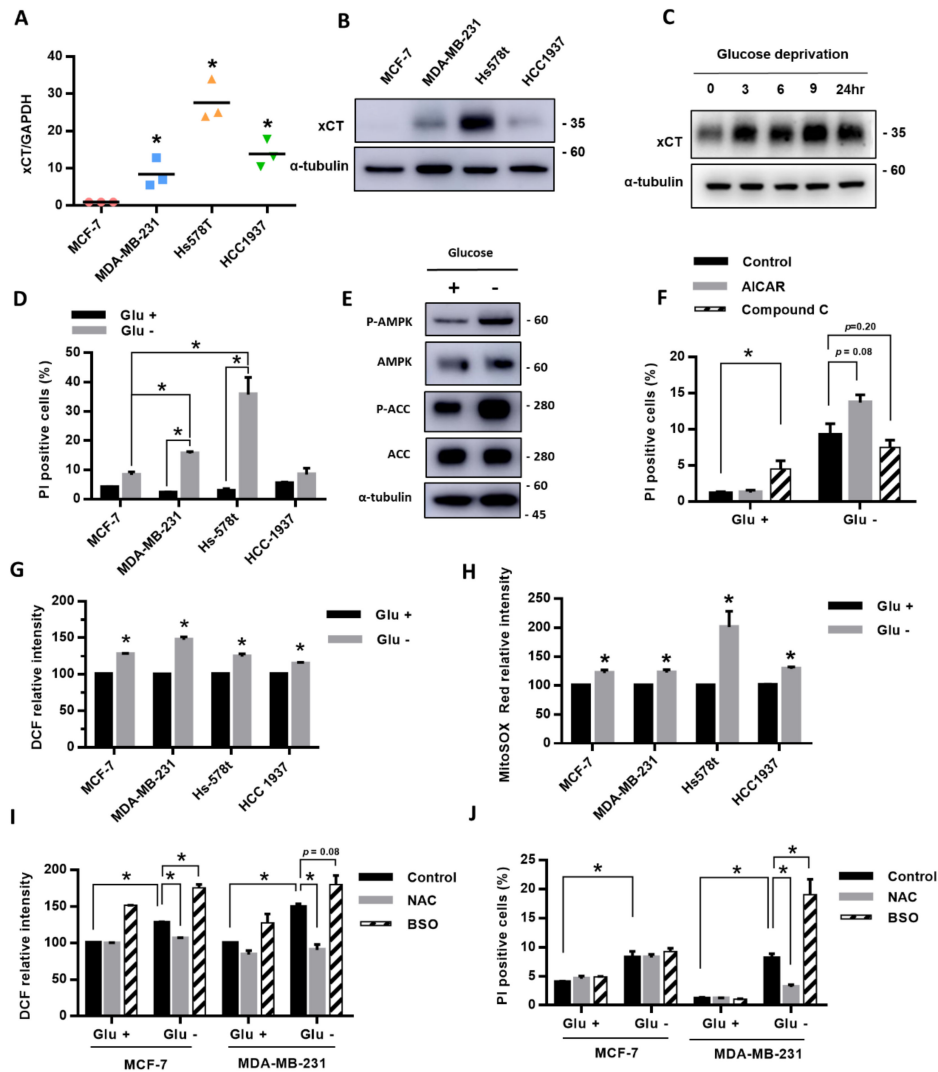 A
40
30
20
10
0
xCT/GAPDH
*
*
*
MCF-7
MDA-MB-231
Hs578T
HCC1937
B
MCF-7
MDA-MB-231
Hs578t
HCC1937
xCT
- 35
- 60
α-tubulin
C
Glucose deprivation
0 3 6 9 24hr
xCT
- 35
α-tubulin
- 60
D
Glu +
Glu -
50
40
30
20
10
0
PI positive cells (%)
*
*
*
*
MCF-7
MDA-MB-231
Hs-578t
HCC-1937
E
Glucose
+ -
P-AMPK
- 60
AMPK
- 60
P-ACC
- 280
ACC
- 280
- 60
α-tubulin
- 45
F
Control
AICAR
Compound C
20
15
10
5
0
PI positive cells (%)
*
p=0.20
p = 0.08
Glu +
Glu -
G
200
150
100
50
0
DCF relative intensity
* * * *
Glu +
Glu -
MCF-7
MDA-MB-231
Hs-578t
HCC 1937
H
250
200
150
100
50
0
MitoSOX Red relative intensity
* * * *
Glu +
Glu -
MCF-7
MDA-MB-231
Hs578t
HCC1937
I
200
150
100
50
0
DCF relative intensity
* * *
* * p = 0.08
Control
NAC
BSO
Glu + Glu - Glu + Glu -
MCF-7 MDA-MB-231
J
20
15
10
5
0
PI positive cells (%)
*
* * *
Control
NAC
BSO
Glu + Glu - Glu + Glu -
MCF-7 MDA-MB-231